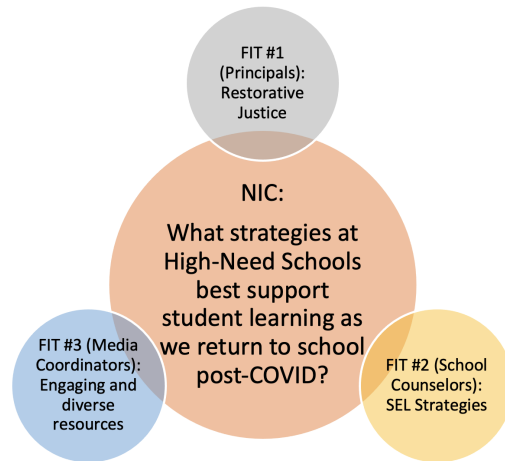 FIT #1
(Principals):
Restorative
Justice
NIC:
What strategies at
High-Need Schools
best support
student learning as
we return to school
post-COVID?
FIT #3 (Media
Coordinators):
Engaging and
diverse
resources
FIT #2 (School
Counselors):
SEL Strategies